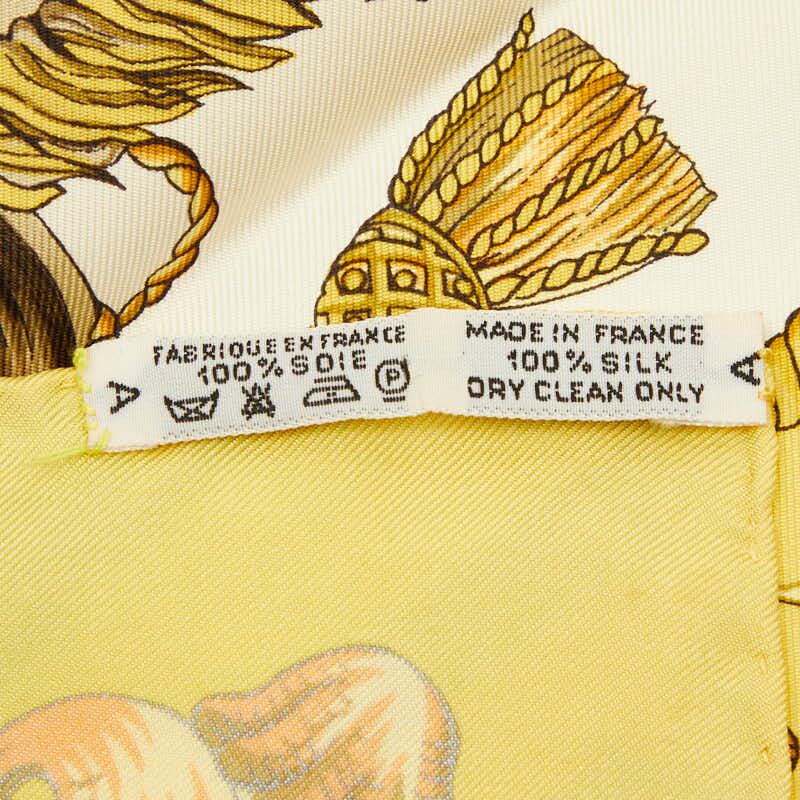 FABRIQUE EN FRANCE
100% SOIE
P
A
MADE IN FRANCE
100% SILK
DRY CLEAN ONLY
A